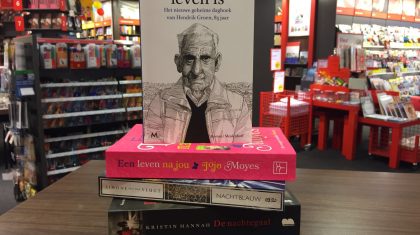 leven is
Het nieuwe geheime dagboek
van Hendrik Groen, 85 jaar
Een leven na jou Jojo Moyes
NACHTBLAUW
KRISTIN HANNAH De nachtegaal